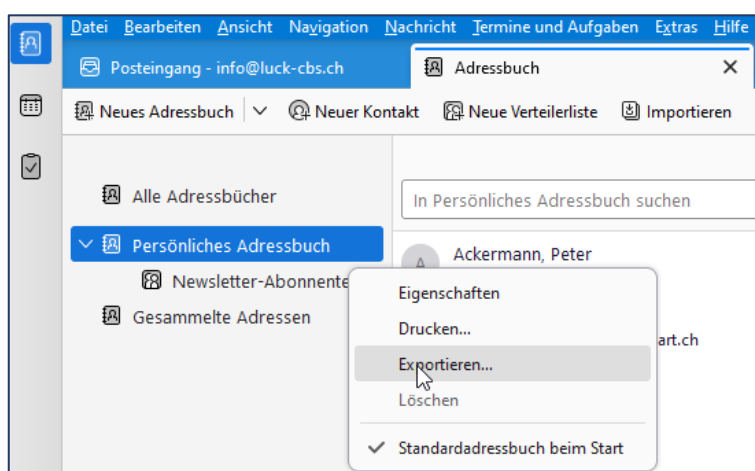 Datei Bearbeiten Ansicht Navigation Nachricht Termine und Aufgaben Extras Hilfe
Posteingang - info@luck-cbs.ch Adressbuch
Neues Adressbuch Neuer Kontakt Neue Verteilerliste Importieren
Alle Adressbücher
In Persönliches Adressbuch suchen
Persönliches Adressbuch
A Ackermann, Peter
Newsletter-Abonnente
Gesammelte Adressen
Eigenschaften
Drucken...
art.ch
Exportieren...
Löschen
Standardadressbuch beim Start